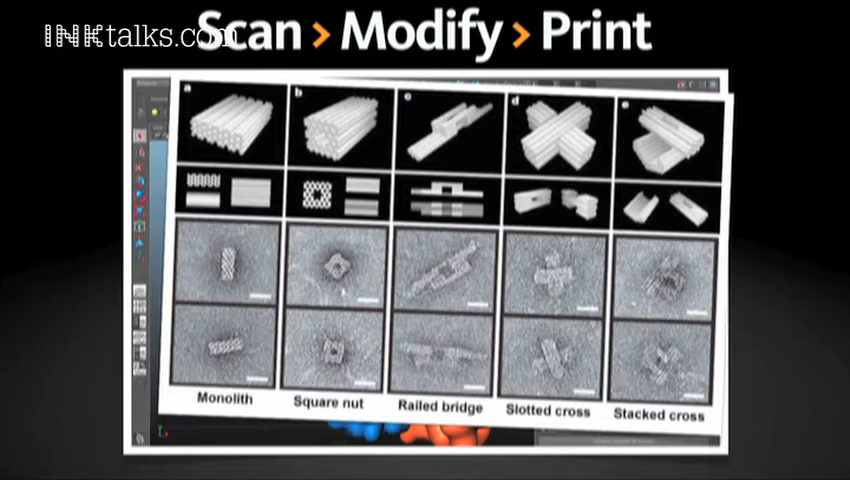 INKtalks.com
Scan > Modify > Print
a b c d e
Monolith Square nut Railed bridge Slotted cross Stacked cross